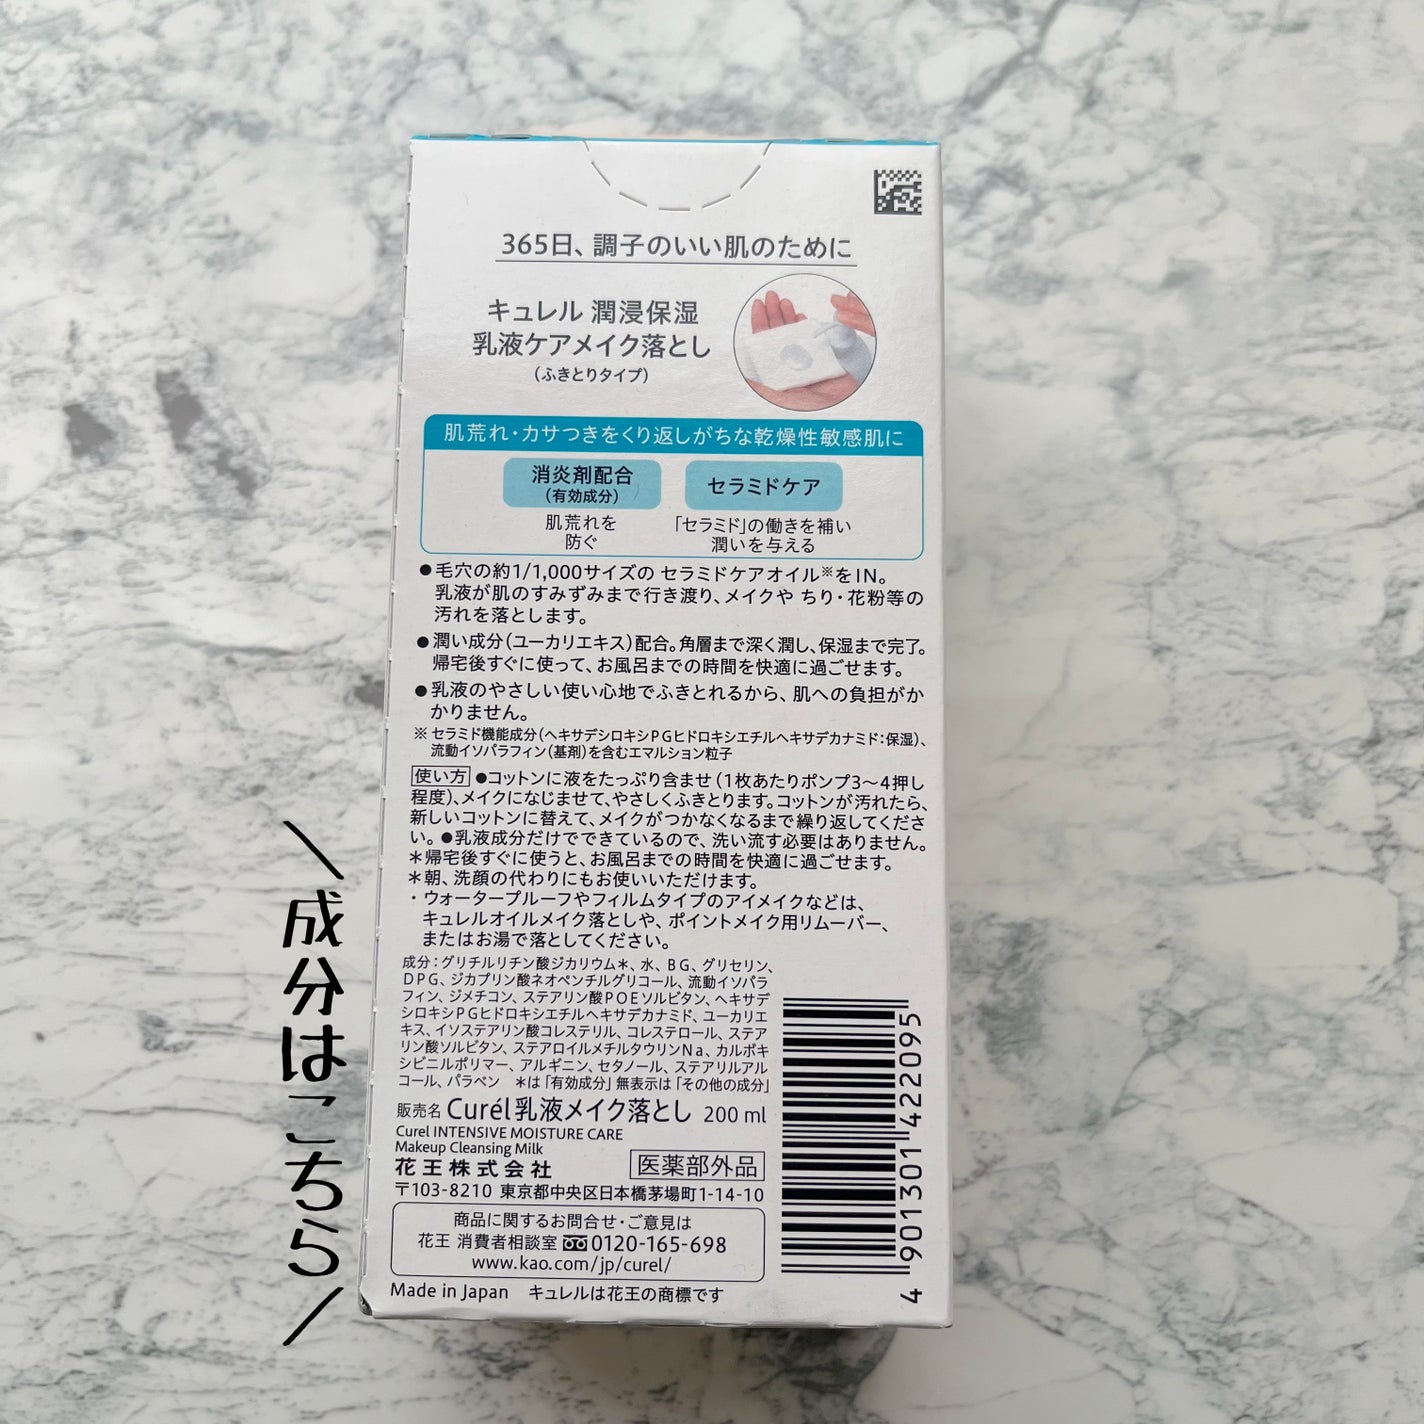 365日、調子のいい肌のために
キュレル 潤浸保湿
乳液ケアメイク落とし
(ふきとりタイプ)
肌荒れ・カサつきをくり返しがちな乾燥性敏感肌に
消炎剤配合
(有効成分)
肌荒れを
防ぐ
セラミドケア
「セラミド」の働きを補い
潤いを与える
●毛穴の約1/1,000サイズの セラミドケアオイル※をIN。
乳液が肌のすみずみまで行き渡り、メイクや ちり・花粉等の
汚れを落とします。
●潤い成分(ユーカリエキス)配合。角層まで深く潤し、保湿まで完了。
帰宅後すぐに使って、お風呂までの時間を快適に過ごせます。
●乳液のやさしい使い心地でふきとれるから、肌への負担がか
かりません。
※セラミド機能成分(ヘキサデシロキシPGヒドロキシエチルヘキサデカナミド:保湿)、
流動イソパラフィン(基剤)を含むエマルション粒子
使い方 ●コットンに液をたっぷり含ませ(1枚あたりポンプ3〜4押し
程度)、メイクになじませて、やさしくふきとります。コットンが汚れたら、
新しいコットンに替えて、メイクがつかなくなるまで繰り返してくださ
い。●乳液成分だけでできているので、洗い流す必要はありません。
＊帰宅後すぐに使うと、お風呂までの時間を快適に過ごせます。
＊朝、洗顔の代わりにもお使いいただけます。
・ウォータープルーフやフィルムタイプのアイメイクなどは、
キュレルオイルメイク落としや、ポイントメイク用リムーバー、
またはお湯で落としてください。
成分:グリチルリチン酸ジカリウム＊、水、BG、グリセリン、
DPG、ジカプリン酸ネオペンチルグリコール、流動イソパラ
フィン、ジメチコン、ステアリン酸POEソルビタン、ヘキサデ
シロキシPGヒドロキシエチルヘキサデカナミド、ユーカリエ
キス、イソステアリン酸コレステリル、コレステロール、ステア
リン酸ソルビタン、ステアロイルメチルタウリンNa、カルボキ
シビニルポリマー、アルギニン、セタノール、ステアリルアル
コール、パラベン　＊は「有効成分」無表示は「その他の成分」
販売名 Curél乳液メイク落とし 200 ml
Curel INTENSIVE MOISTURE CARE
Makeup Cleansing Milk
花王株式会社 医薬部外品
〒103-8210 東京都中央区日本橋茅場町1-14-10
商品に関するお問合せ・ご意見は
花王 消費者相談室 0120-165-698
www.kao.com/jp/curel/
Made in Japan キュレルは花王の商標です
4 901301 422095
＼成分はこちら／